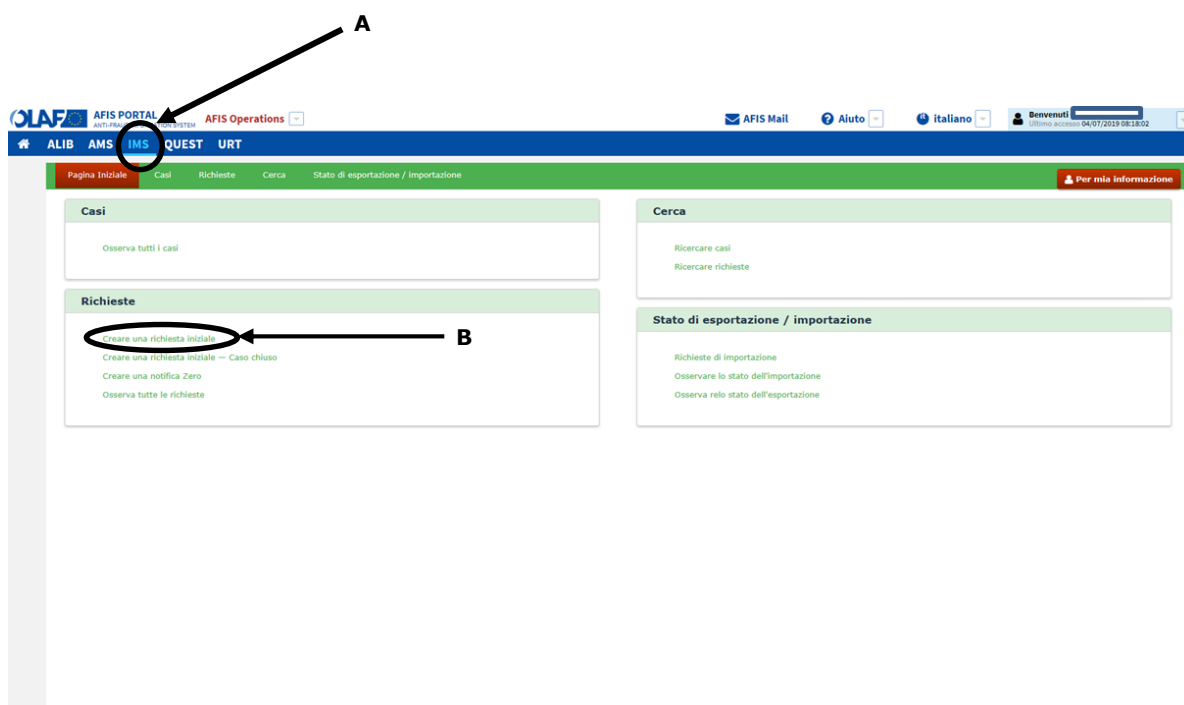 A
OLAF AFIS PORTAL AFIS Operations AFIS Mail Aiuto italiano Benvenuti
ANTI-FRAUD SYSTEM Ultimo accesso 04/07/2019 08:18:02
ALIB AMS IMS QUEST URT
Pagina Iniziale Casi Richieste Cerca Stato di esportazione / importazione Per mia informazione
Casi
Osserva tutti i casi
Cerca
Ricercare casi
Ricercare richieste
Richieste
Creare una richiesta iniziale
B
Creare una richiesta iniziale — Caso chiuso
Creare una notifica Zero
Osserva tutte le richieste
Stato di esportazione / importazione
Richieste di importazione
Osservare lo stato dell'importazione
Osserva relo stato dell'esportazione